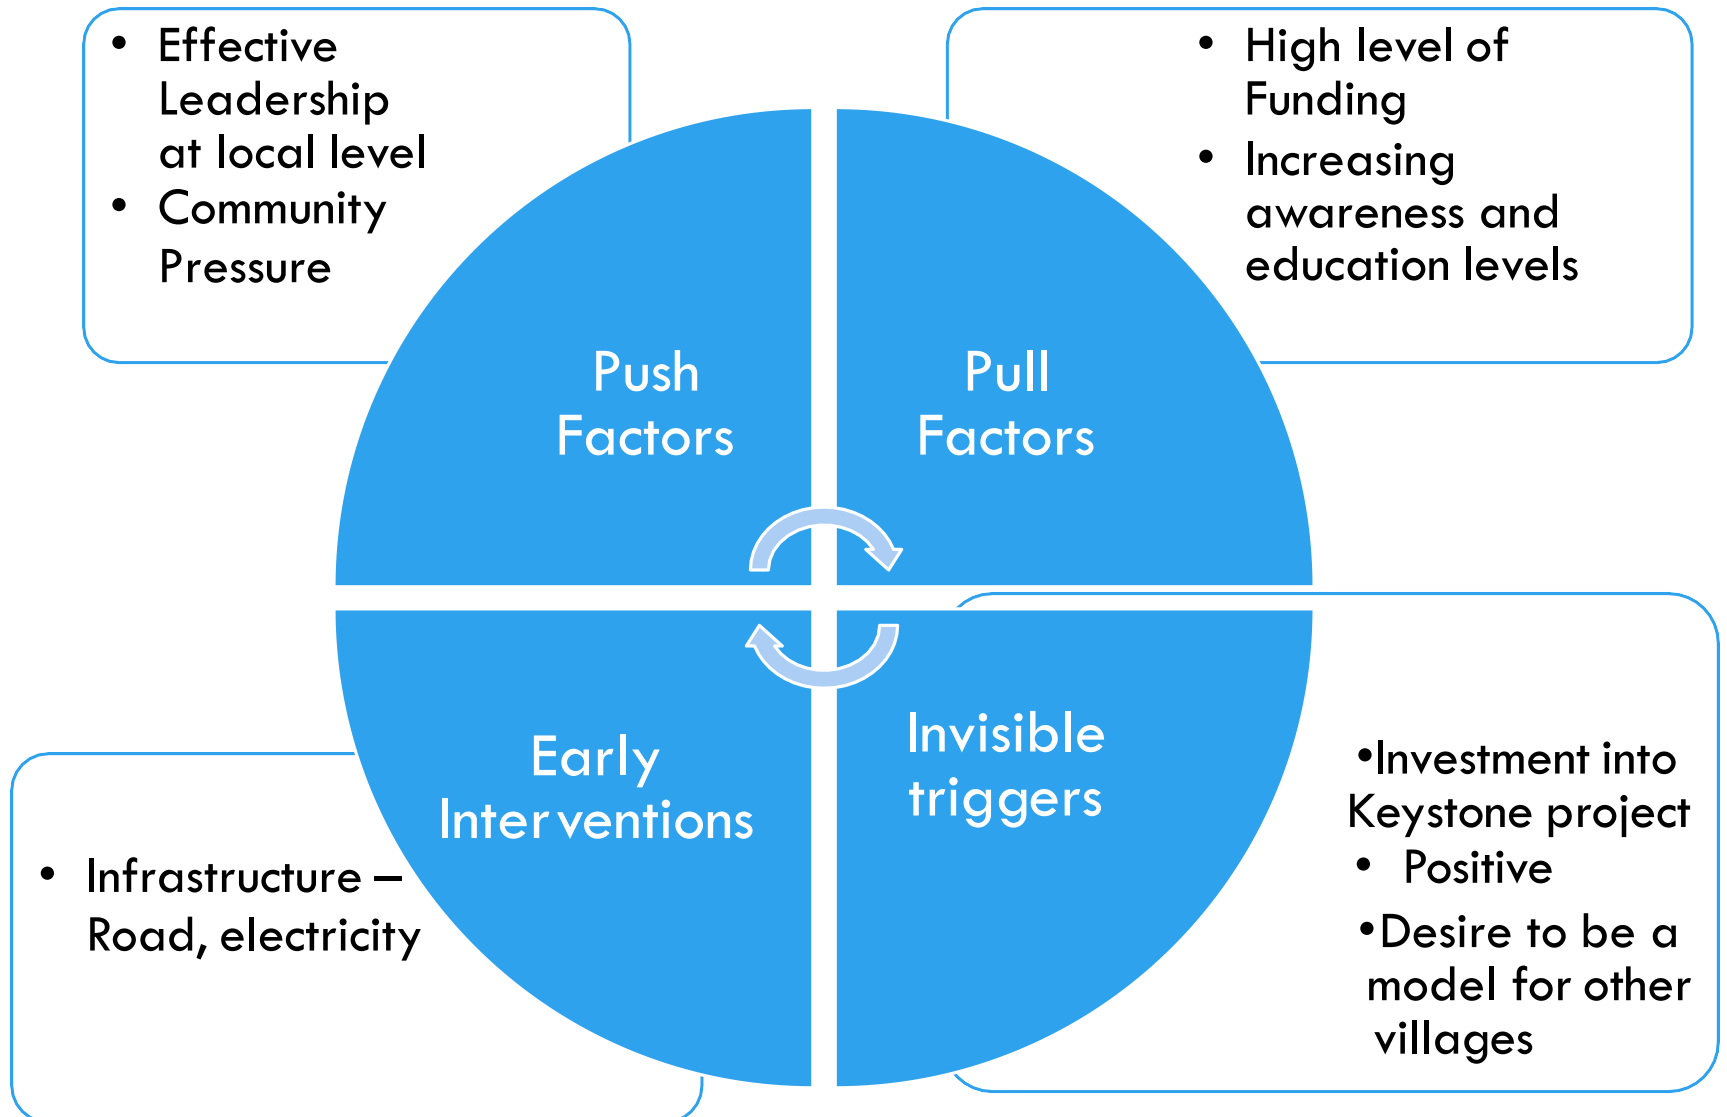 • Effective
Leadership
at local level
• Community
Pressure
• High level of
Funding
• Increasing
awareness and
education levels
Push
Factors
Pull
Factors
Early
Interventions
Invisible
triggers
• Infrastructure –
Road, electricity
•Investment into
Keystone project
• Positive
•Desire to be a
model for other
villages